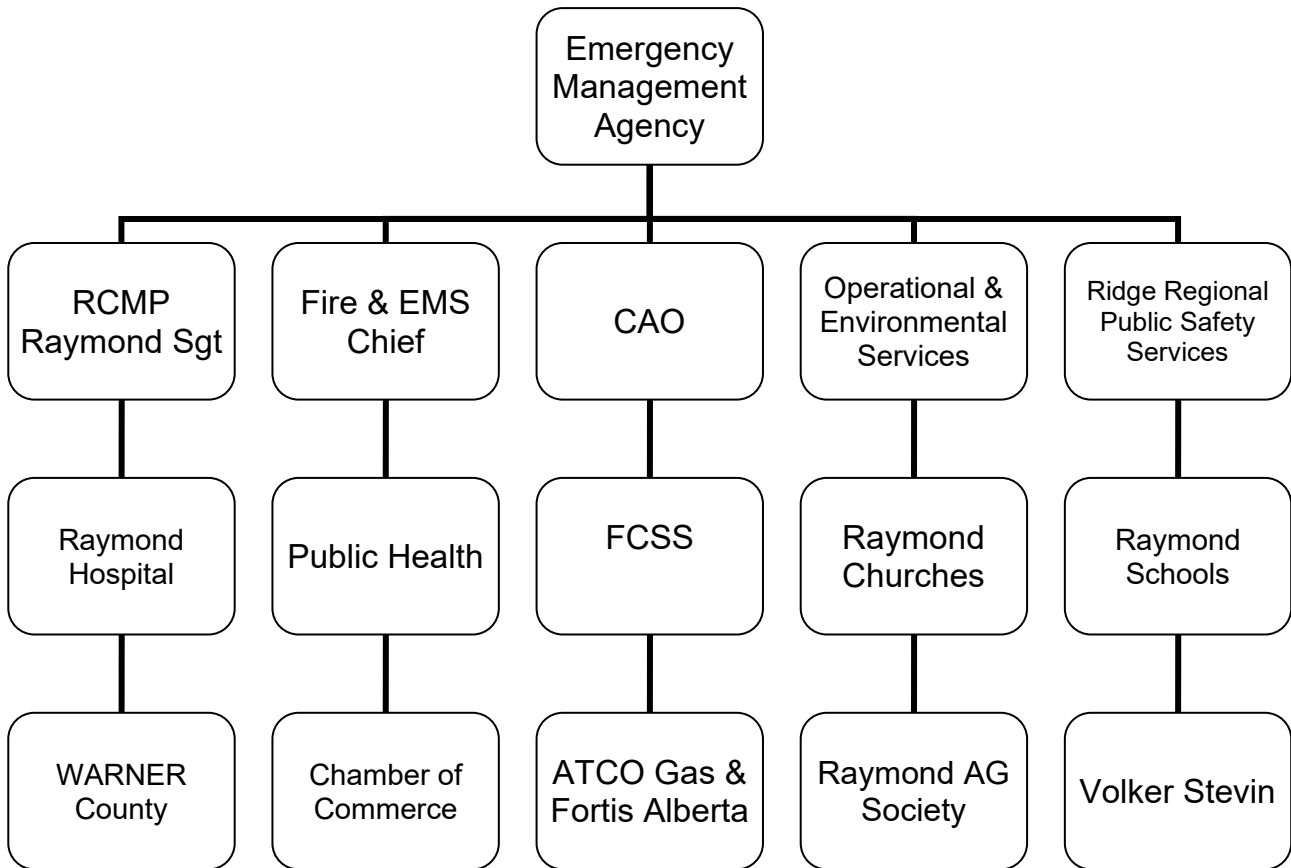 Emergency
Management
Agency
RCMP
Raymond Sgt
Fire & EMS
Chief
CAO
Operational &
Environmental
Services
Ridge Regional
Public Safety
Services
Raymond
Hospital
Public Health
FCSS
Raymond
Churches
Raymond
Schools
WARNER
County
Chamber of
Commerce
ATCO Gas &
Fortis Alberta
Raymond AG
Society
Volker Stevin